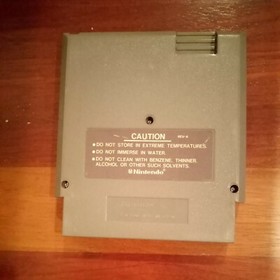 CAUTION REV-A
●DO NOT STORE IN EXTREME TEMPERATURES.
●DO NOT IMMERSE IN WATER.
●DO NOT CLEAN WITH BENZENE, THINNER,
ALCOHOL OR OTHER SUCH SOLVENTS.
Nintendo